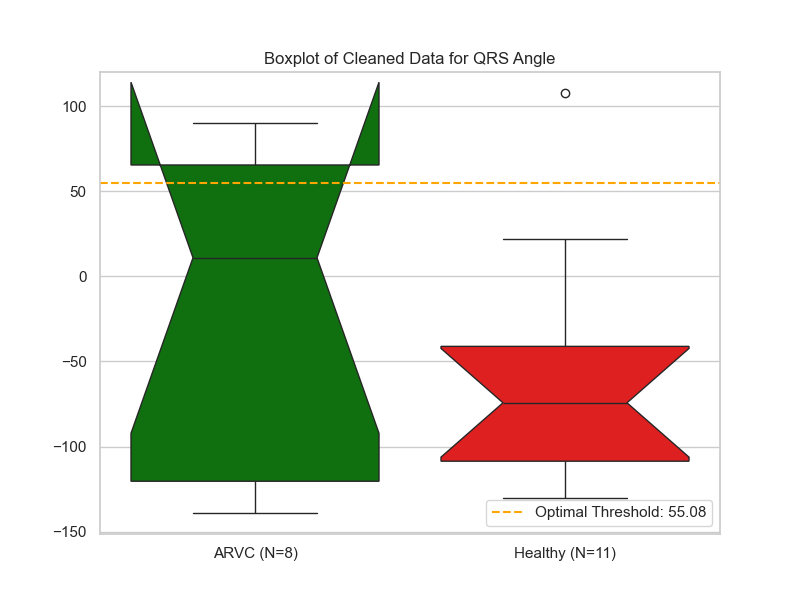 Boxplot of Cleaned Data for QRS Angle
100
50
0
−50
−100
−150
Optimal Threshold: 55.08
ARVC (N=8)
Healthy (N=11)